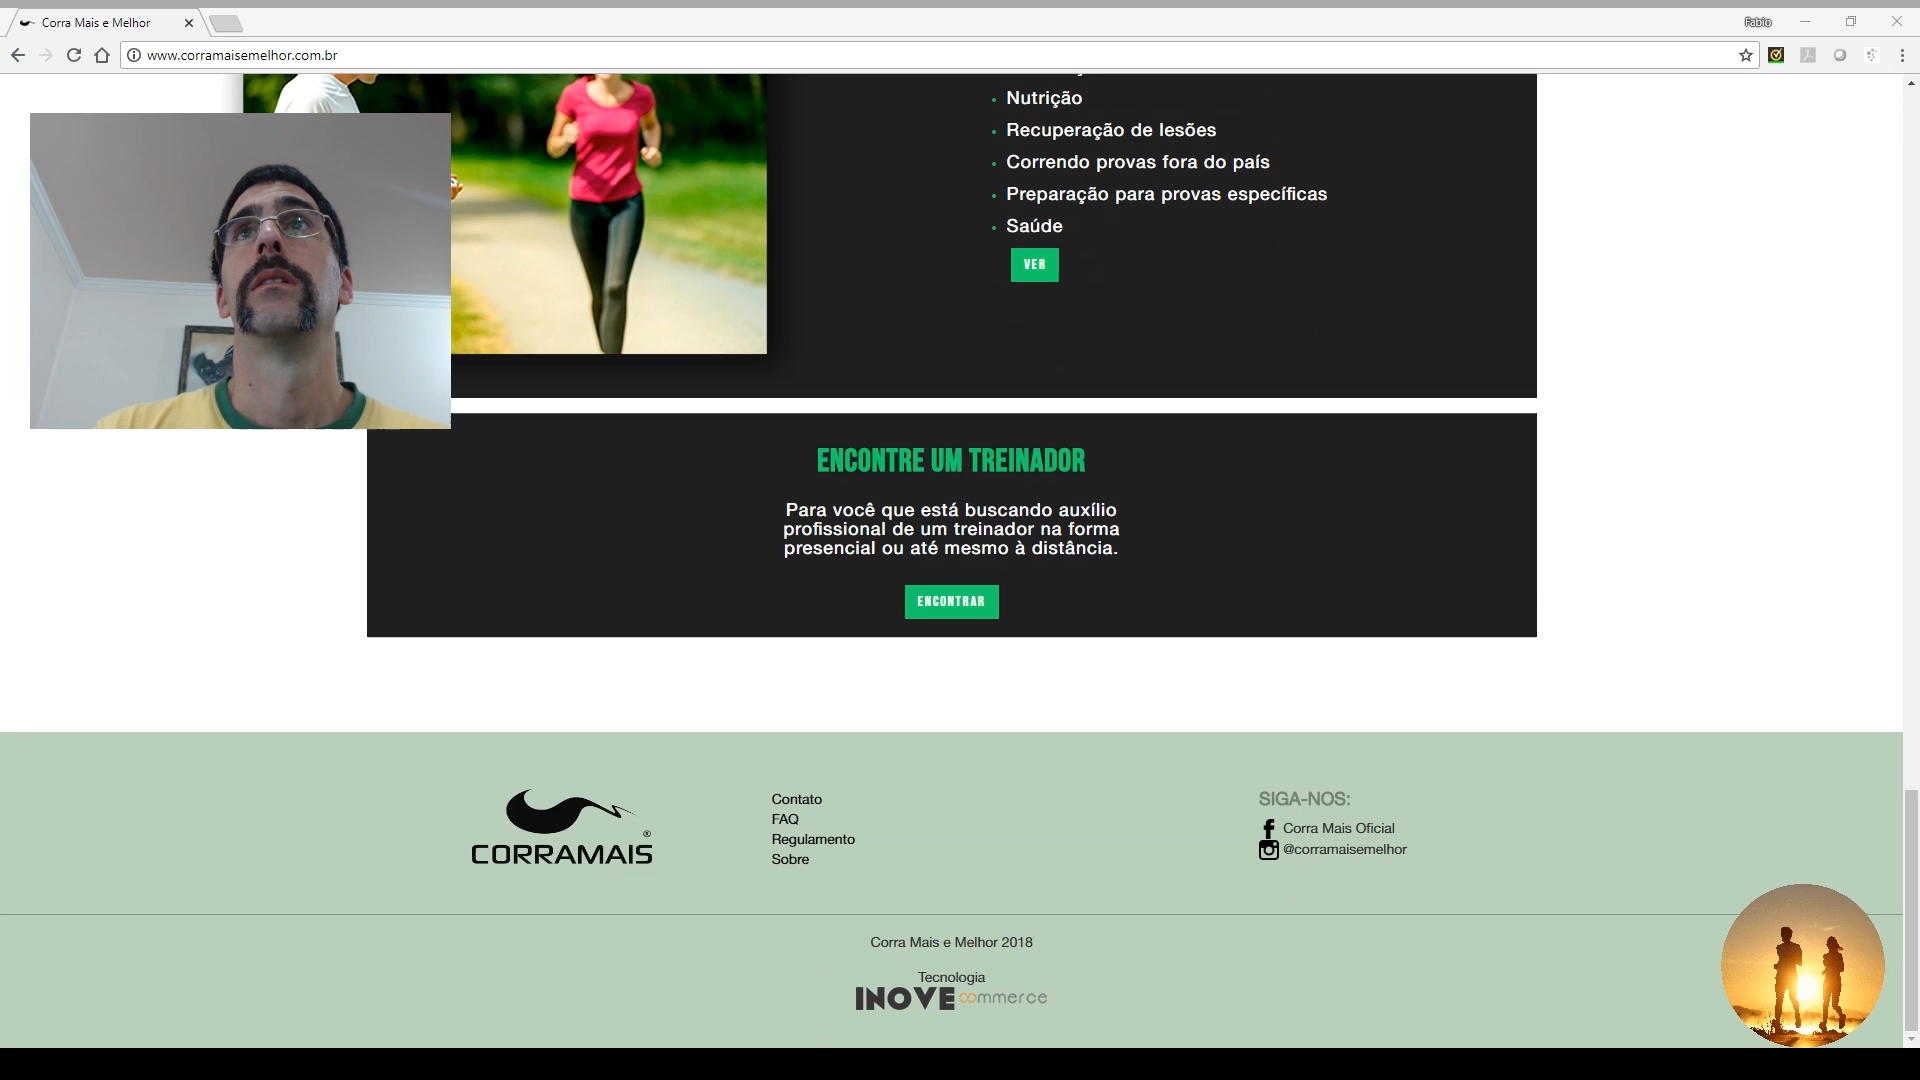 Corra Mais e Melhor
Fabio
www.corramaisemelhor.com.br
Nutrição
Recuperação de lesões
Correndo provas fora do país
Preparação para provas específicas
Saúde
VER
ENCONTRE UM TREINADOR
Para você que está buscando auxílio
profissional de um treinador na forma
presencial ou até mesmo à distância.
ENCONTRAR
CORRAMAIS
®
Contato
FAQ
Regulamento
Sobre
SIGA-NOS:
Corra Mais Oficial
@corramaisemelhor
Corra Mais e Melhor 2018
Tecnologia
INOVE commerce